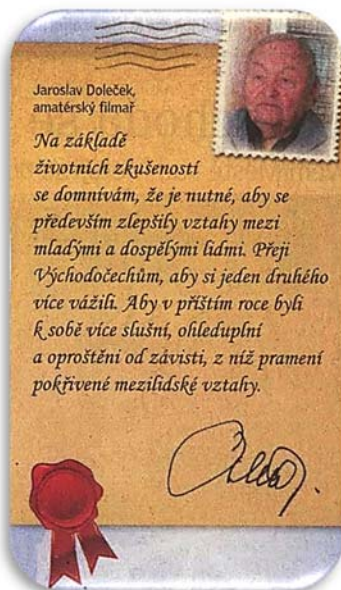 Jaroslav Doleček,
amatérský filmař
Na základě
životních zkušeností
se domnívám, že je nutné, aby se
především zlepšily vztahy mezi
mladými a dospělými lidmi. Přeji
Východočechům, aby si jeden druhého
více vážili. Aby v příštím roce byli
k sobě více slušní, ohleduplní
a oproštěni od závisti, z níž pramení
pokřivené mezilidské vztahy.